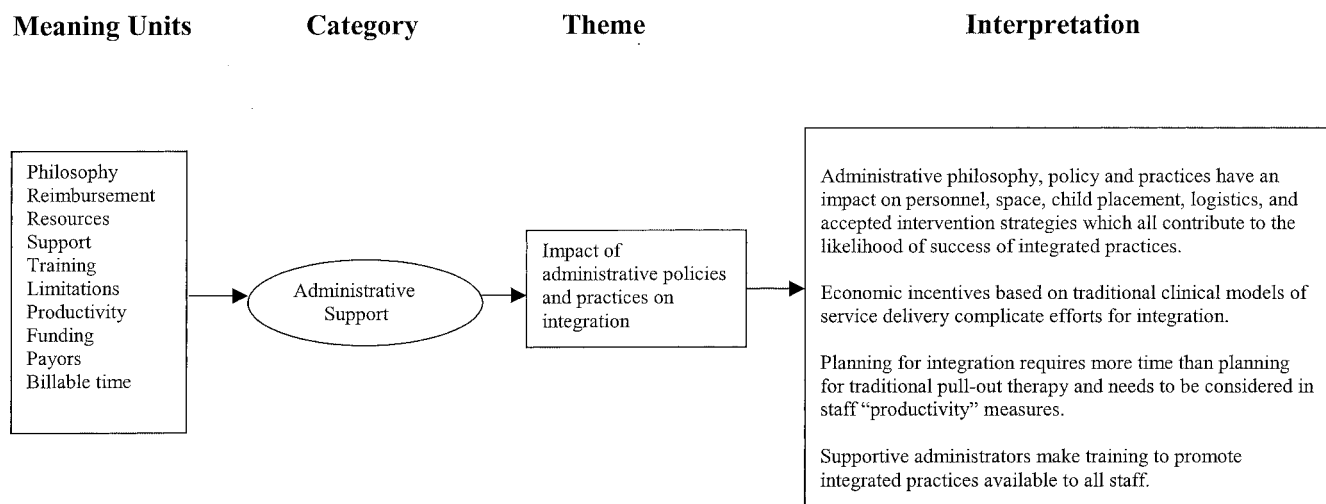 Meaning Units Category Theme Interpretation
Philosophy
Reimbursement
Resources
Support
Training
Limitations
Productivity
Funding
Payors
Billable time
Administrative
Support
Impact of
administrative policies
and practices on
integration
Administrative philosophy, policy and practices have an
impact on personnel, space, child placement, logistics, and
accepted intervention strategies which all contribute to the
likelihood of success of integrated practices.
Economic incentives based on traditional clinical models of
service delivery complicate efforts for integration.
Planning for integration requires more time than planning
for traditional pull-out therapy and needs to be considered in
staff “productivity” measures.
Supportive administrators make training to promote
integrated practices available to all staff.